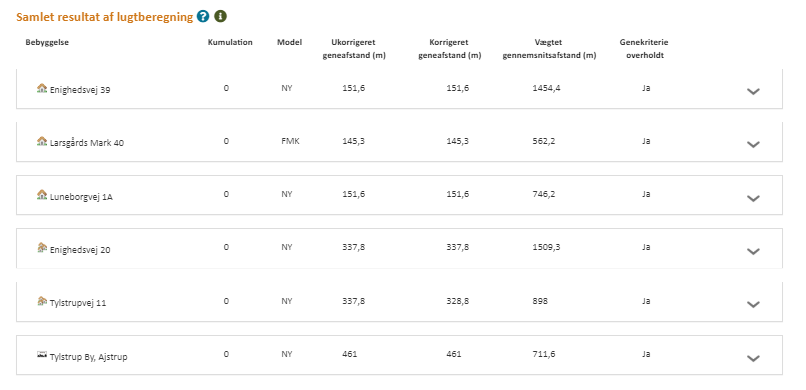 Samlet resultat af lugtberegning ? i
Bebyggelse Kumulation Model Ukorrigeret geneafstand (m) Korrigeret geneafstand (m) Vægtet gennemsnitsafstand (m) Genekriterie overholdt
Enighedsvej 39 0 NY 151,6 151,6 1454,4 Ja
Larsgårds Mark 40 0 FMK 145,3 145,3 562,2 Ja
Luneborgvej 1A 0 NY 151,6 151,6 746,2 Ja
Enighedsvej 20 0 NY 337,8 337,8 1509,3 Ja
Tylstrupvej 11 0 NY 337,8 328,8 898 Ja
Tylstrup By, Ajstrup 0 NY 461 461 711,6 Ja